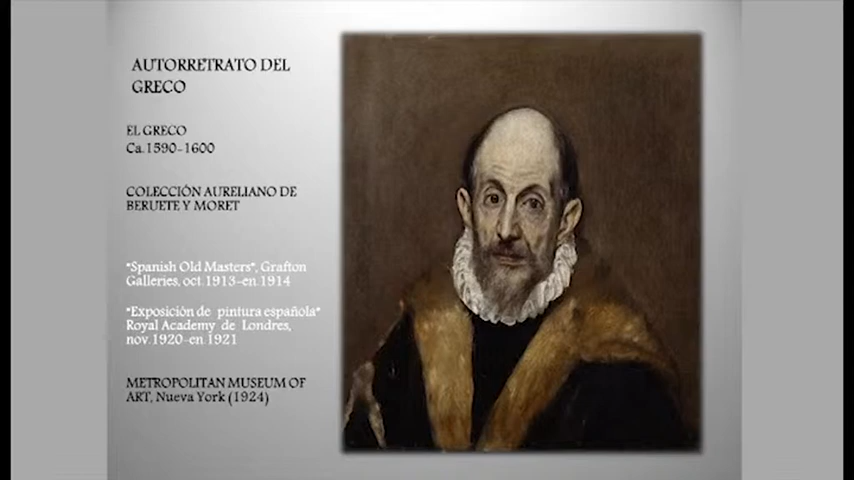 AUTORRETRATO DEL
GRECO
EL GRECO
Ca.1590-1600
COLECCIÓN AURELIANO DE
BERUETE Y MORET
"Spanish Old Masters", Grafton
Galleries, oct.1913-en.1914
"Exposición de pintura española"
Royal Academy de Londres,
nov.1920-en.1921
METROPOLITAN MUSEUM OF
ART, Nueva York (1924)